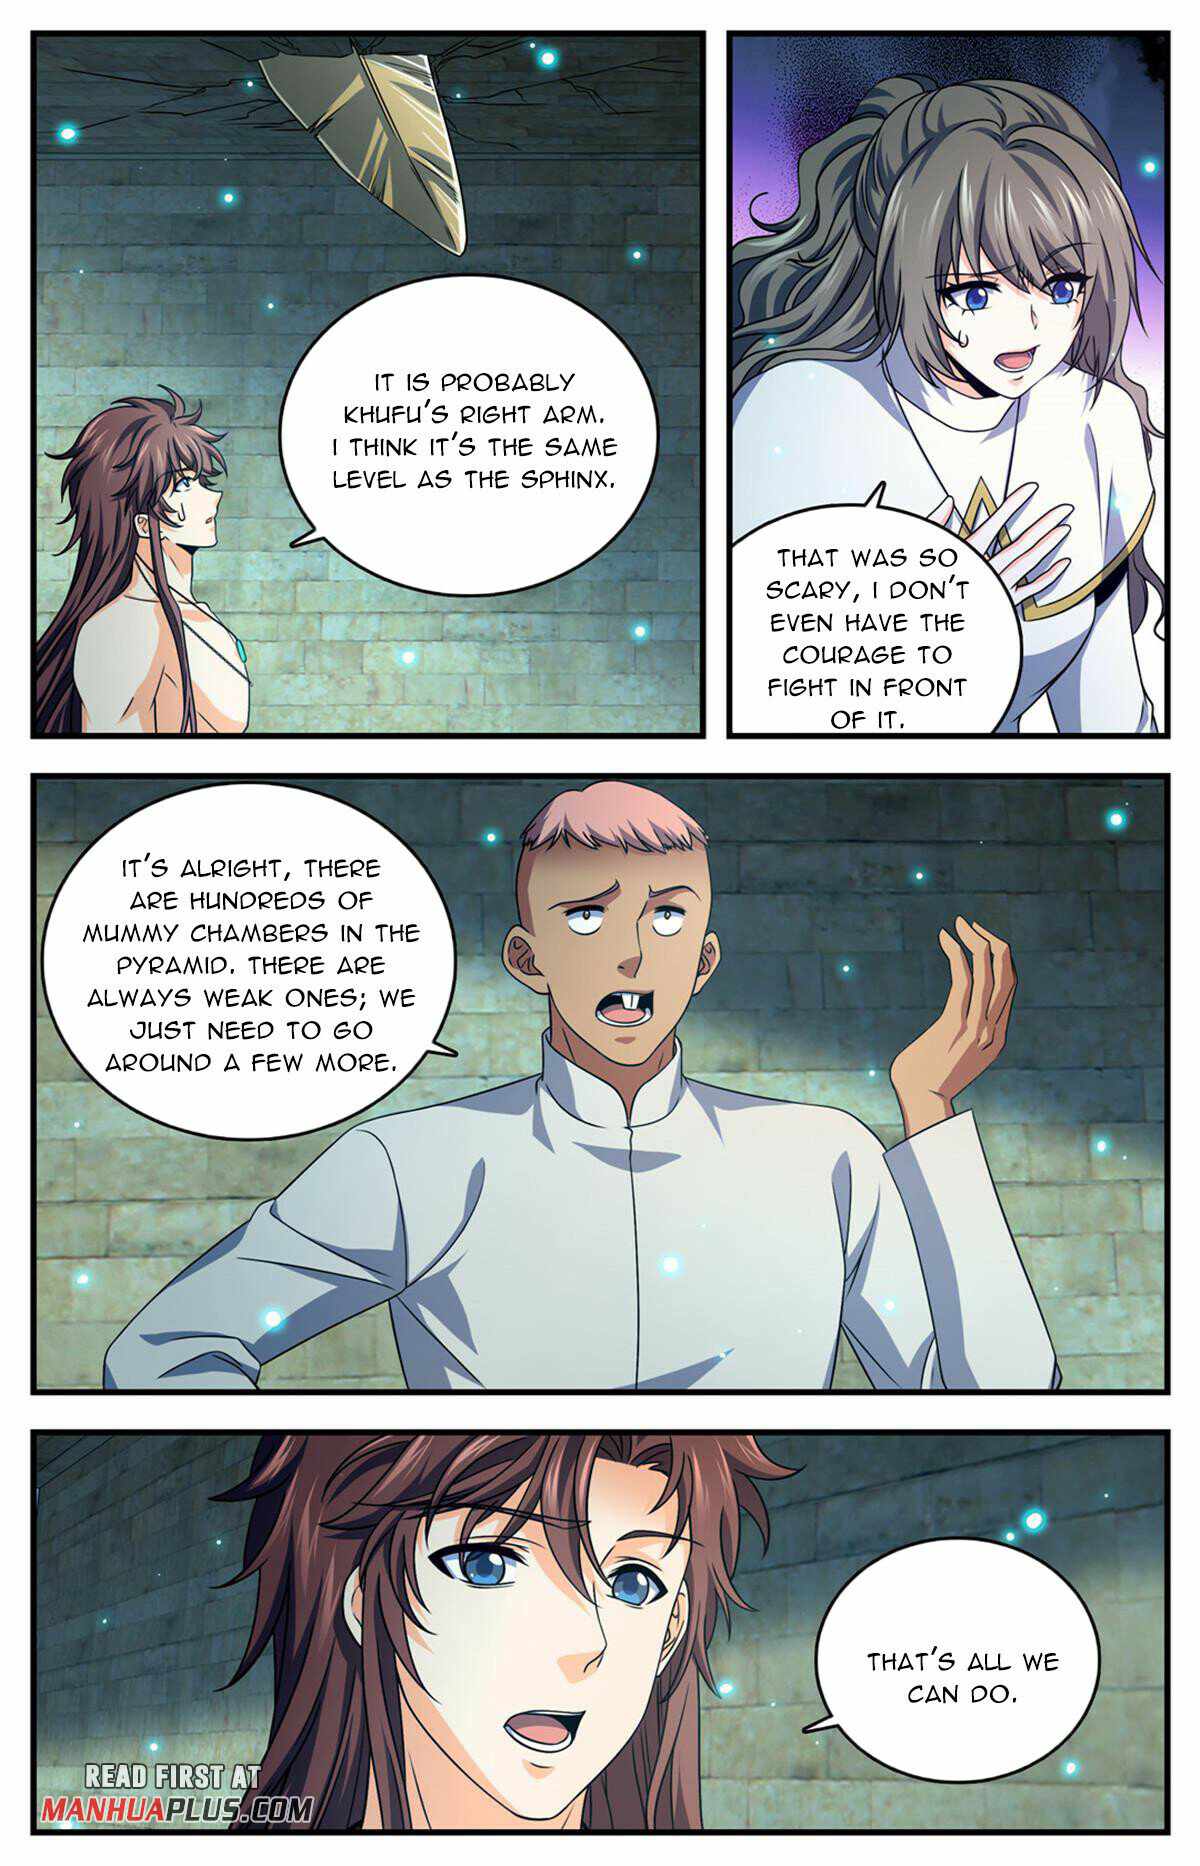 IT IS PROBABLY
KHUFU'S RIGHT ARM.
I THINK IT'S THE SAME
LEVEL AS THE SPHINX.
THAT WAS SO
SCARY, I DON'T
EVEN HAVE THE
COURAGE TO
FIGHT IN FRONT
OF IT.
IT'S ALRIGHT, THERE
ARE HUNDREDS OF
MUMMY CHAMBERS IN THE
PYRAMID. THERE ARE
ALWAYS WEAK ONES; WE
JUST NEED TO GO
AROUND A FEW MORE.
THAT'S ALL WE
CAN DO.
READ FIRST AT
MANHUAPLUS.COM